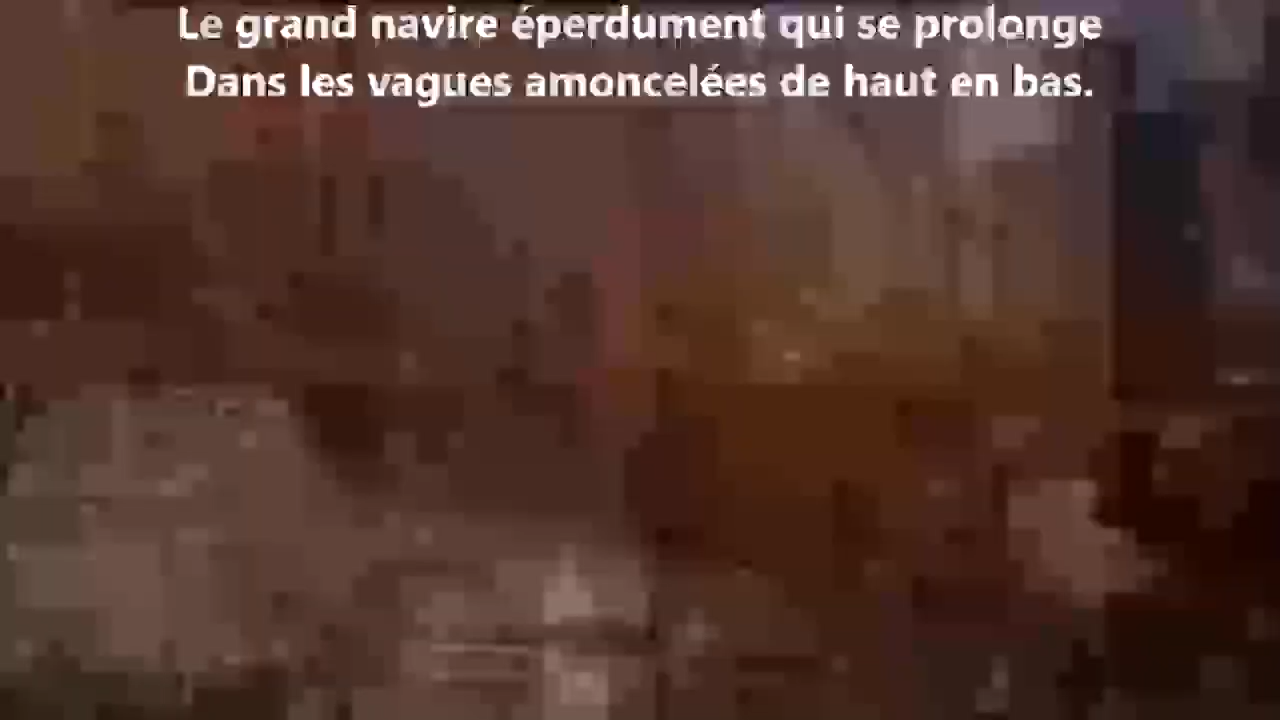 Le grand navire éperdument qui se prolonge
Dans les vagues amoncelées de haut en bas.